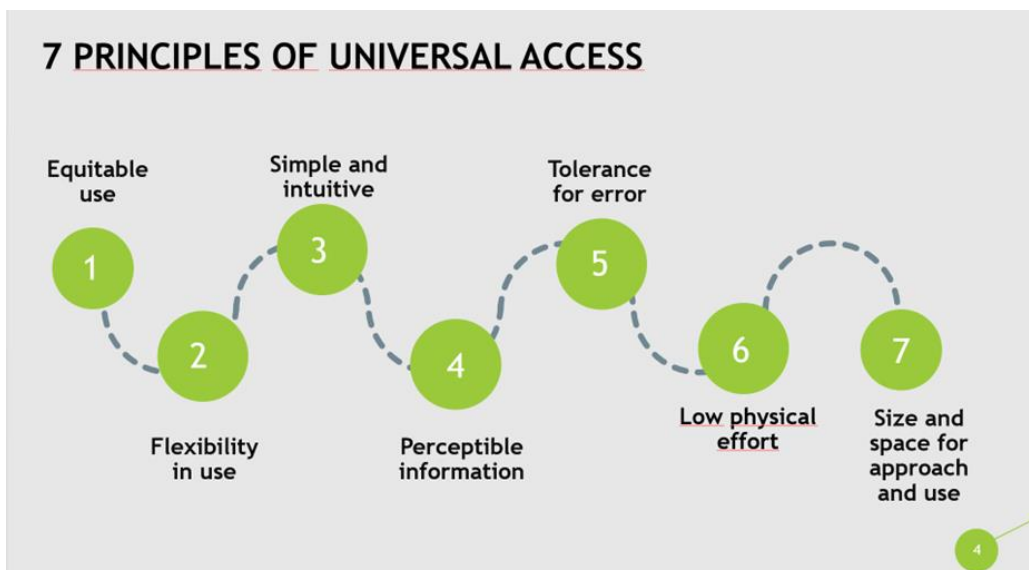 7 PRINCIPLES OF UNIVERSAL ACCESS
Equitable
use
1
2
Flexibility
in use
Simple and
intuitive
3
4
Perceptible
information
Tolerance
for error
5
6
Low physical
effort
7
Size and
space for
approach
and use
4